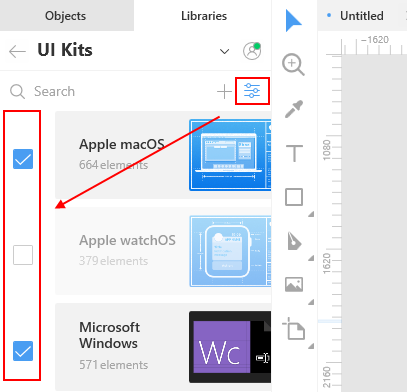 Objects
Libraries
Untitled
UI Kits
−1620
Search
Apple macOS
664 elements
1080
Apple watchOS
379 elements
1620
Microsoft
Windows
571 elements
Wc
2160